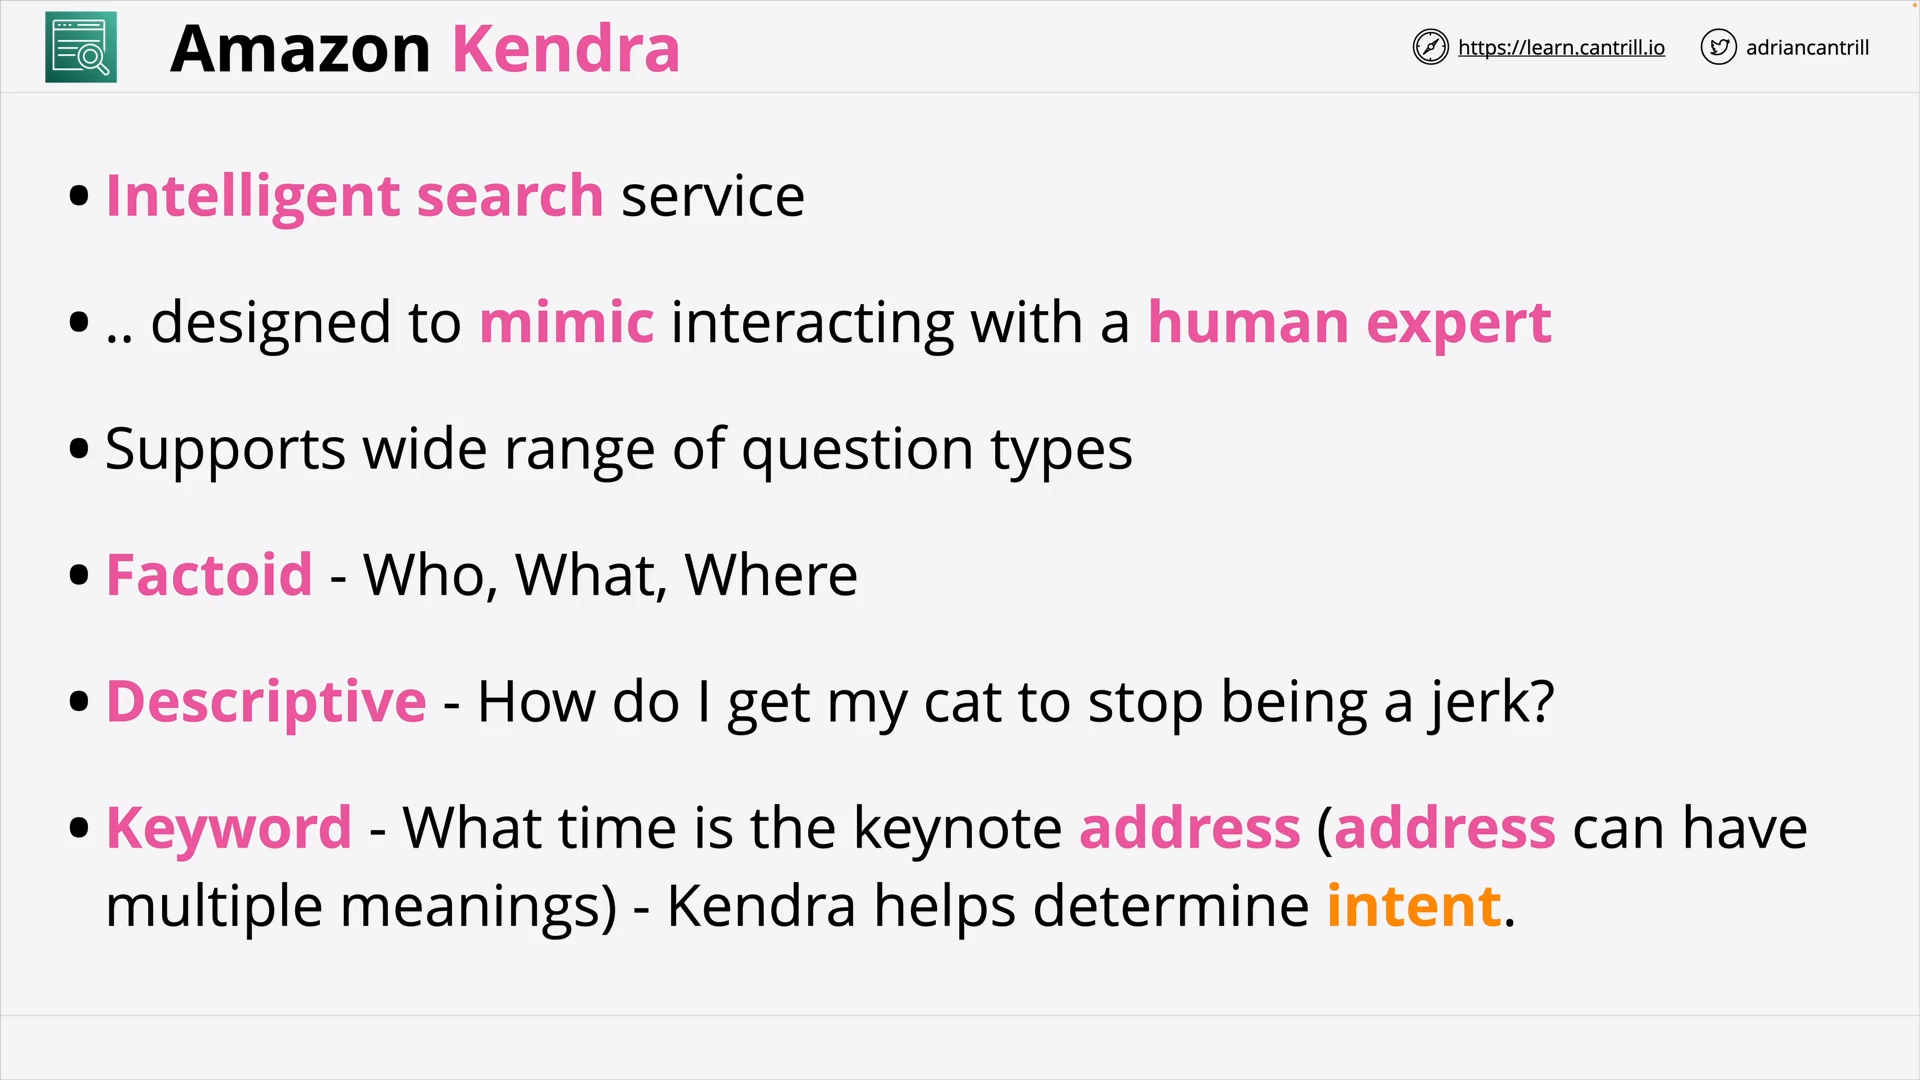 Amazon Kendra
https://learn.cantrill.io
adriancantrill
• Intelligent search service
• .. designed to mimic interacting with a human expert
• Supports wide range of question types
• Factoid - Who, What, Where
• Descriptive - How do I get my cat to stop being a jerk?
• Keyword - What time is the keynote address (address can have
multiple meanings) - Kendra helps determine intent.